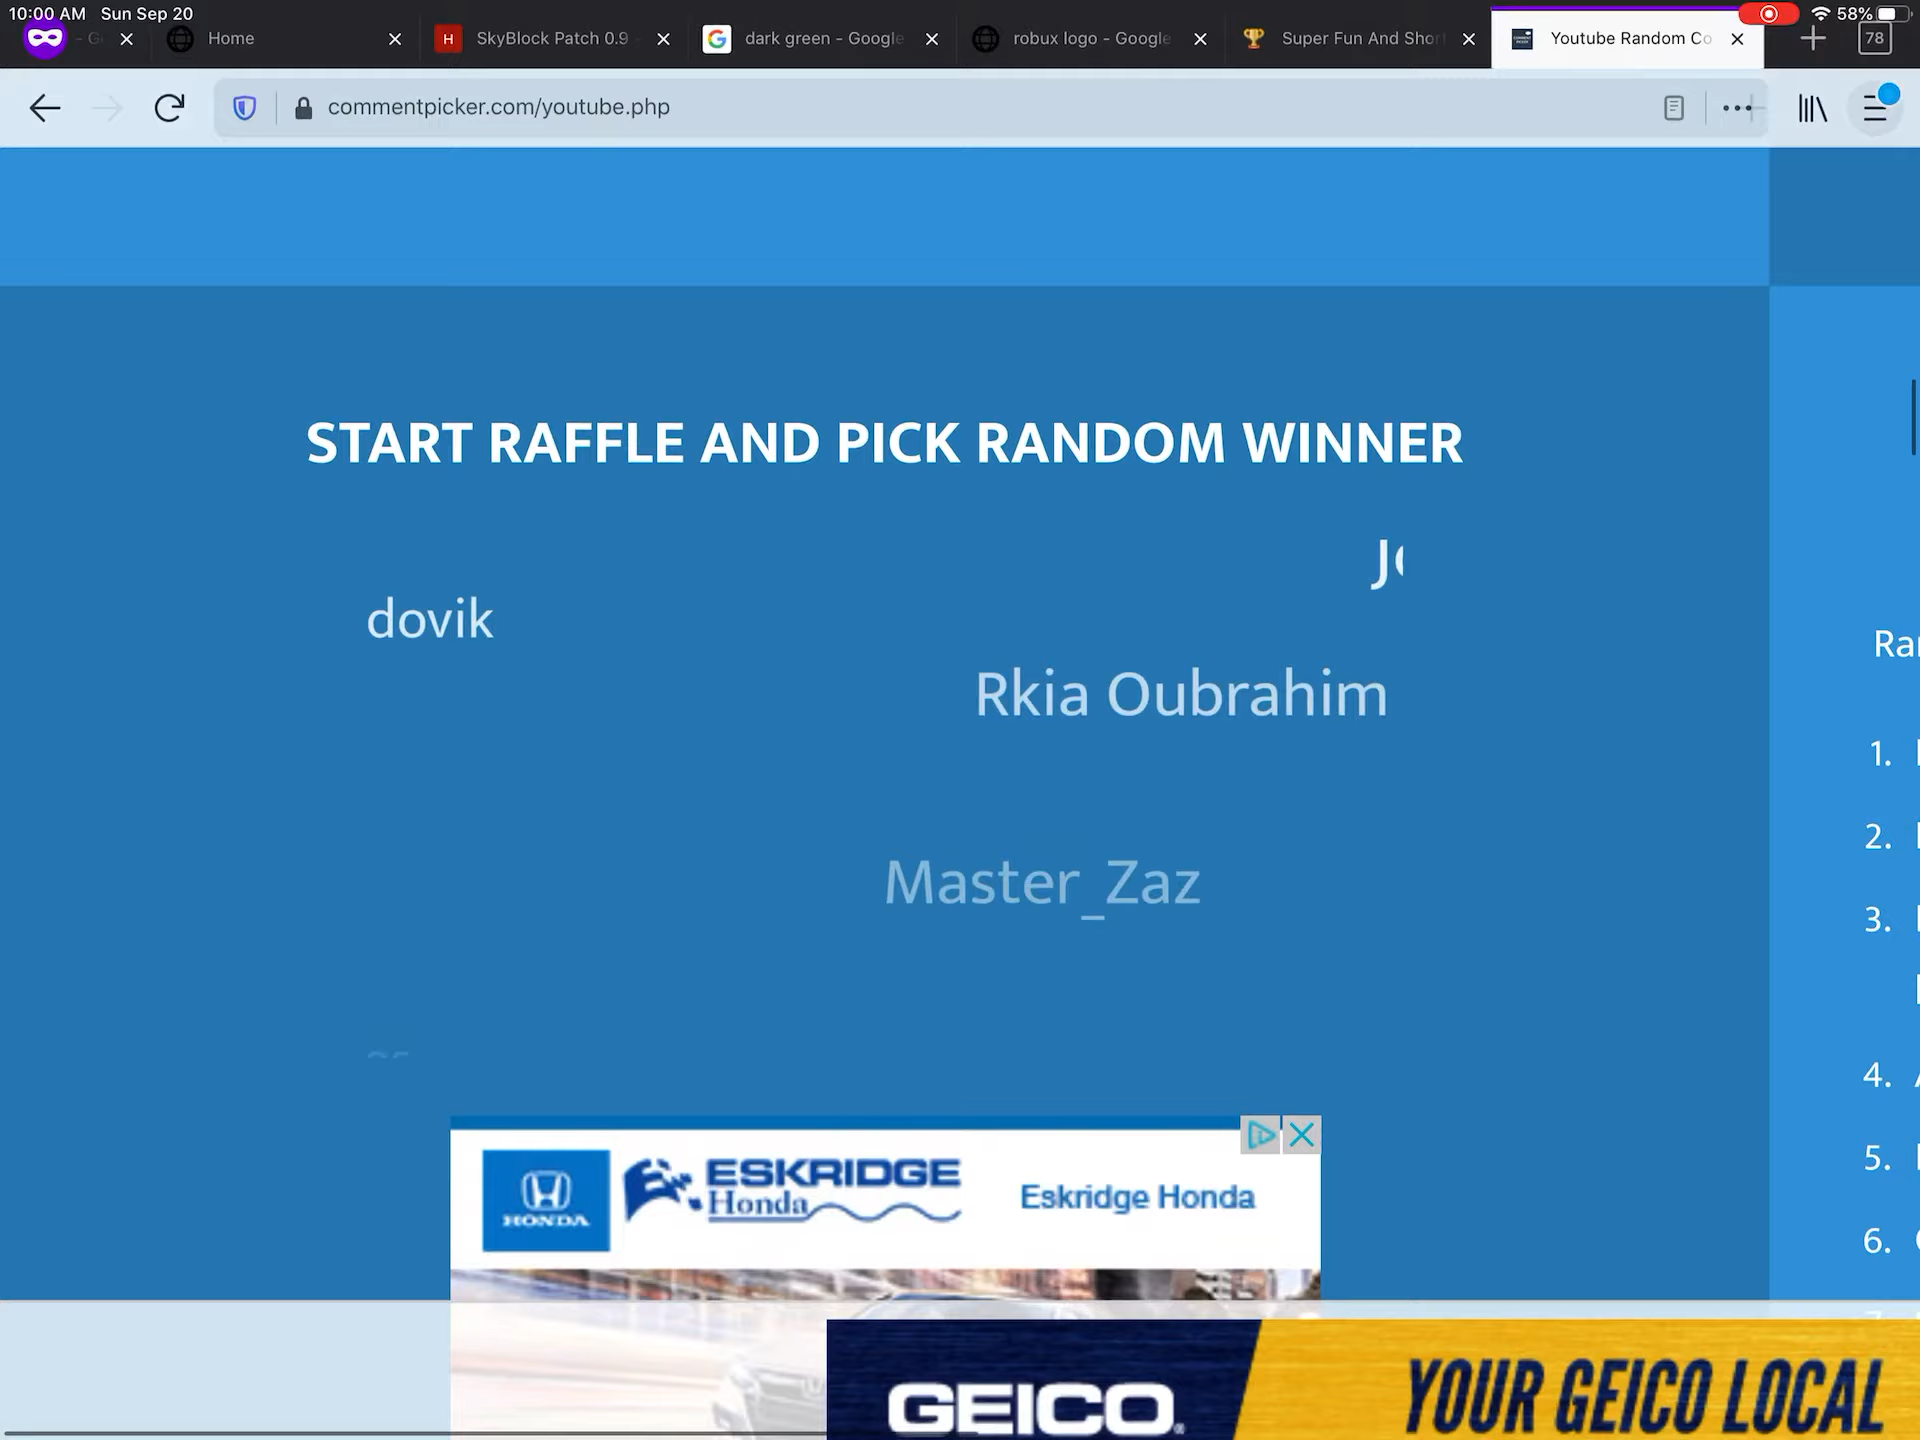 10:00 AM Sun Sep 20
58%
Home
H
SkyBlock Patch 0.9
dark green - Google
robux logo - Google
Super Fun And Short
Youtube Random Co
78
commentpicker.com/youtube.php
START RAFFLE AND PICK RANDOM WINNER
dovik
Rkia Oubrahim
Master_Zaz
1.
2.
3.
4.
5.
6.
HONDA
ESKRIDGE
Honda
Eskridge Honda
GEICO
YOUR GEICO LOCAL